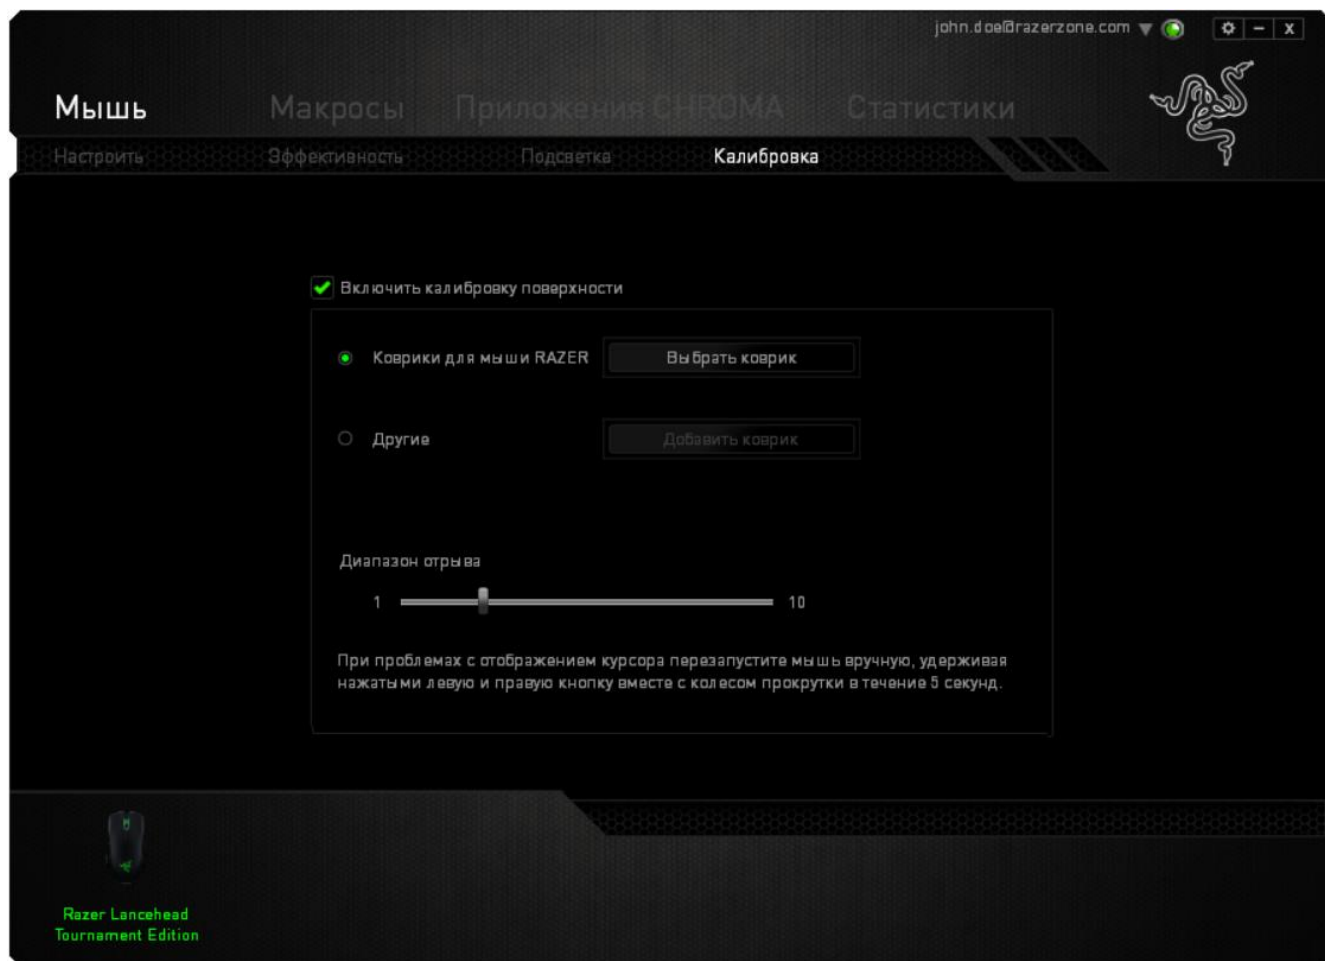 john.doe@razerzone.com
Мышь Макросы Приложения CHROMA Статистики
Настроить Эффективность Подсветка Калибровка
Включить калибровку поверхности
Коврики для мыши RAZER Выбрать коврик
Другие Добавить коврик
Диапазон отрыва
1 10
При проблемах с отображением курсора перезапустите мышь вручную, удерживая
нажатыми левую и правую кнопку вместе с колесом прокрутки в течение 5 секунд.
Razer Lancehead
Tournament Edition